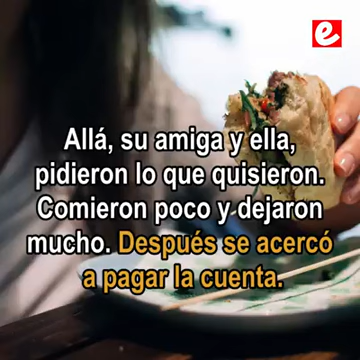 e
Allá, su amiga y ella,
pidieron lo que quisieron.
Comieron poco y dejaron
mucho. Después se acercó
a pagar la cuenta.